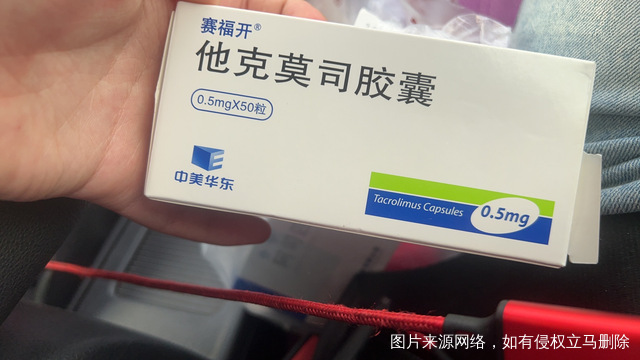 赛福开®
他克莫司胶囊
0.5mgX50粒
中美华东
Tacrolimus Capsules
0.5mg
图片来源网络，如有侵权立马删除